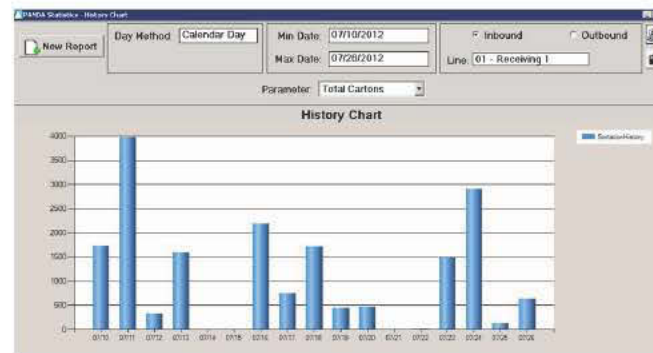 PANDA Statistics - History Chart
New Report
Day Method: Calendar Day
Min Date: 07/10/2012
Max Date: 07/26/2012
Inbound
Outbound
Line: 01 - Receiving 1
Parameter: Total Cartons
History Chart
4000
3500
3000
2500
2000
1500
1000
500
0
07/10 07/11 07/12 07/13 07/14 07/15 07/16 07/17 07/18 07/19 07/20 07/21 07/22 07/23 07/24 07/25 07/26